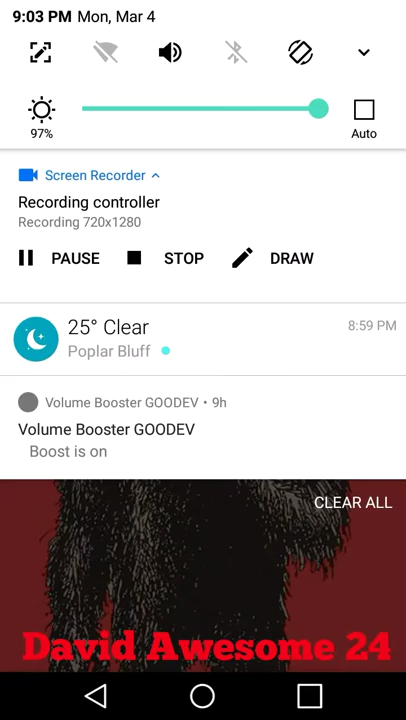 9:03 PM Mon, Mar 4
97%
Auto
Screen Recorder
Recording controller
Recording 720x1280
PAUSE STOP DRAW
25° Clear
8:59 PM
Poplar Bluff
Volume Booster GOODEV • 9h
Volume Booster GOODEV
Boost is on
CLEAR ALL
David Awesome 24